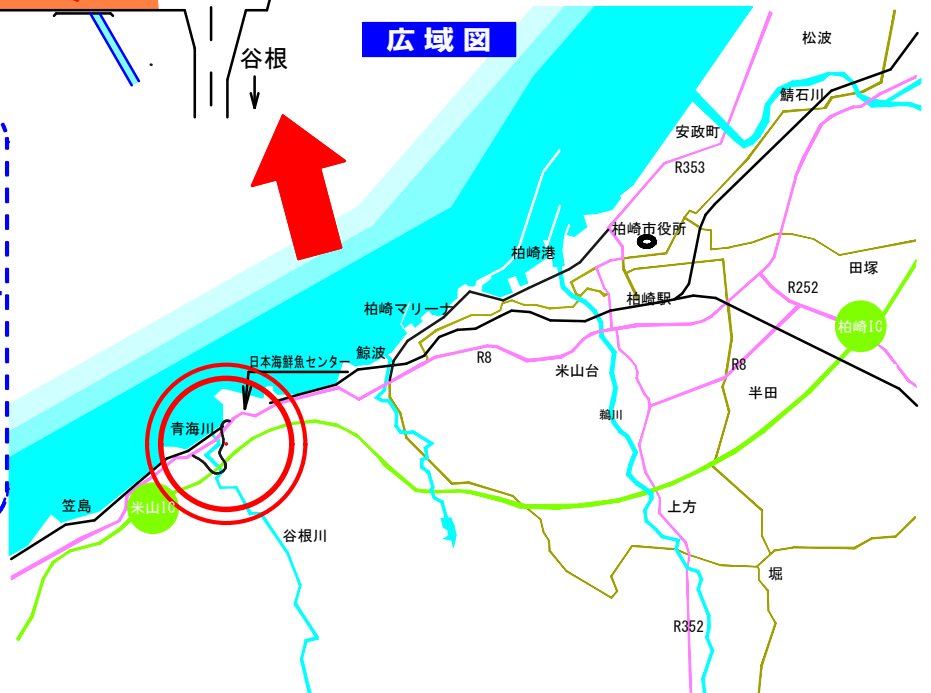 谷根
広域図
松波
鯖石川
安政町
R353
柏崎市役所
柏崎港
田塚
R252
柏崎駅
柏崎マリーナ
柏崎IC
鯨波
日本海鮮魚センター
R8
R8
米山台
半田
鵜川
青海川
笠島
米山IC
上方
谷根川
堀
R352